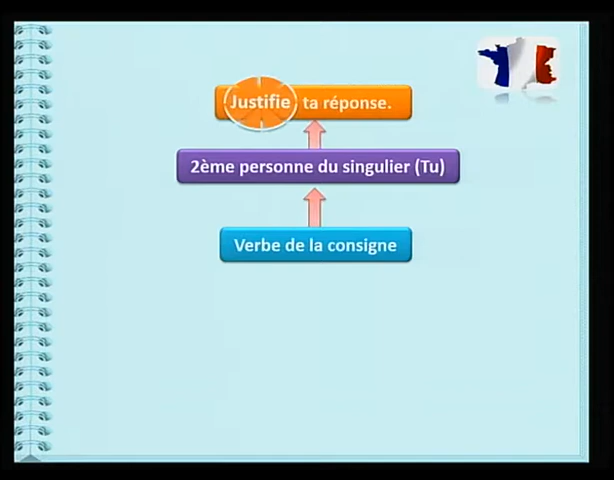 Justifie ta réponse.
2ème personne du singulier (Tu)
Verbe de la consigne